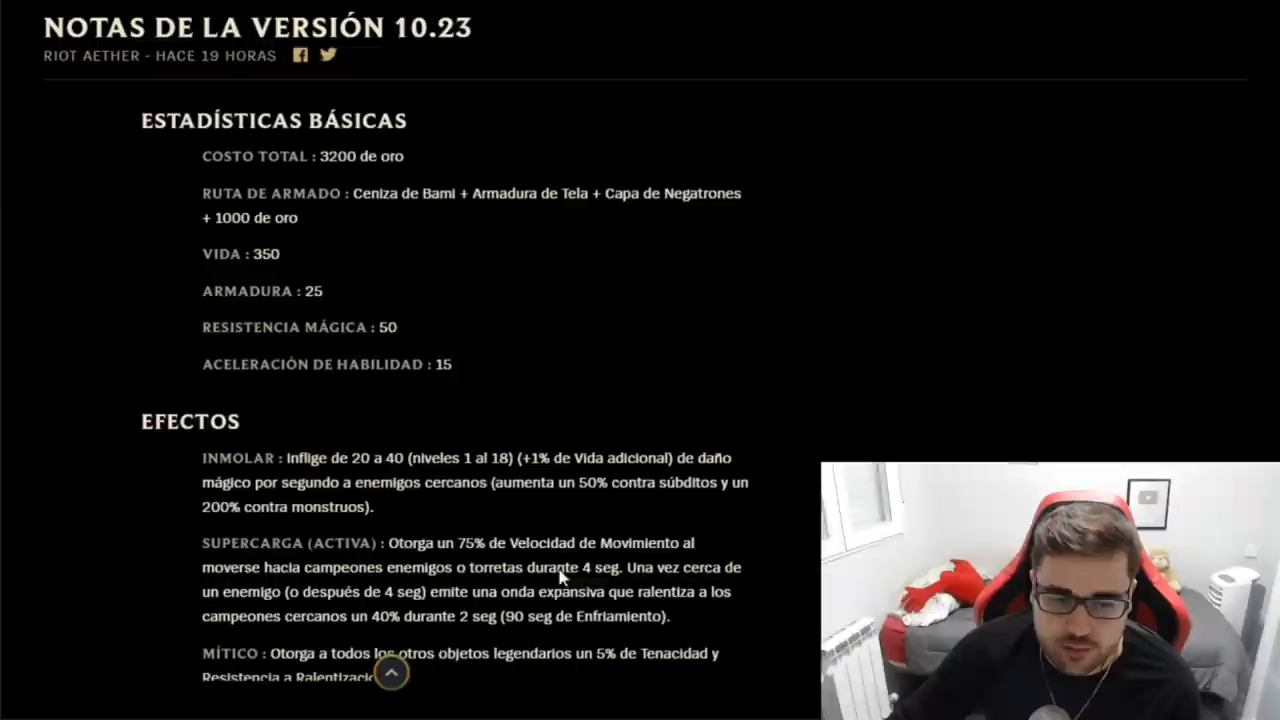 NOTAS DE LA VERSIÓN 10.23
RIOT AETHER - HACE 19 HORAS
ESTADÍSTICAS BÁSICAS
COSTO TOTAL : 3200 de oro
RUTA DE ARMADO : Ceniza de Bami + Armadura de Tela + Capa de Negatrones
+ 1000 de oro
VIDA : 350
ARMADURA : 25
RESISTENCIA MÁGICA : 50
ACELERACIÓN DE HABILIDAD : 15
EFECTOS
INMOLAR : Inflige de 20 a 40 (niveles 1 al 18) (+1% de Vida adicional) de daño
mágico por segundo a enemigos cercanos (aumenta un 50% contra súbditos y un
200% contra monstruos).
SUPERCARGA (ACTIVA) : Otorga un 75% de Velocidad de Movimiento al
moverse hacia campeones enemigos o torretas durante 4 seg. Una vez cerca de
un enemigo (o después de 4 seg) emite una onda expansiva que ralentiza a los
campeones cercanos un 40% durante 2 seg (90 seg de Enfriamiento).
MÍTICO : Otorga a todos los otros objetos legendarios un 5% de Tenacidad y
Resistencia a